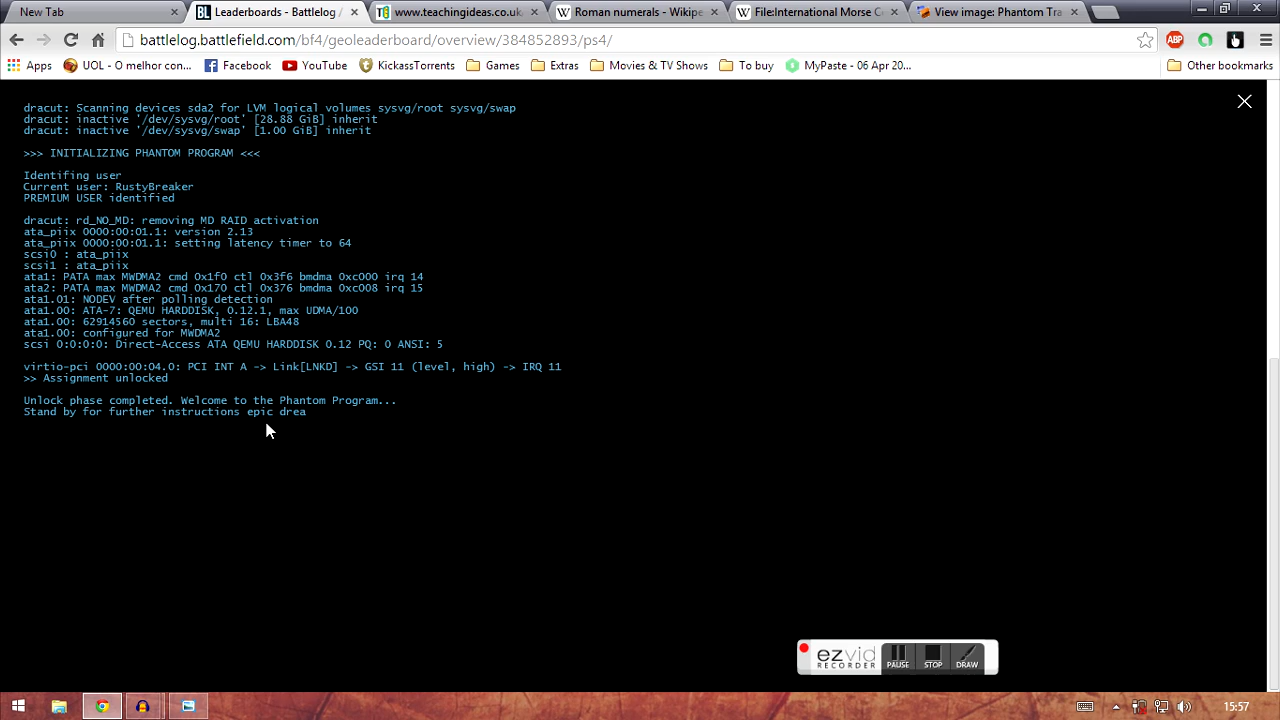 New Tab
Leaderboards - Battlelog /
www.teachingideas.co.uk
Roman numerals - Wikipe
File:International Morse C
View image: Phantom Tra
battlelog.battlefield.com/bf4/geoleaderboard/overview/384852893/ps4/
ABP
Apps
UOL - O melhor con...
Facebook
YouTube
KickassTorrents
Games
Extras
Movies & TV Shows
To buy
MyPaste - 06 Apr 20...
Other bookmarks
dracut: Scanning devices sda2 for LVM logical volumes sysvg/root sysvg/swap
dracut: inactive '/dev/sysvg/root' [28.88 GiB] inherit
dracut: inactive '/dev/sysvg/swap' [1.00 GiB] inherit
>>> INITIALIZING PHANTOM PROGRAM <<<
Identifing user
Current user: RustyBreaker
PREMIUM USER identified
dracut: rd_NO_MD: removing MD RAID activation
ata_piix 0000:00:01.1: version 2.13
ata_piix 0000:00:01.1: setting latency timer to 64
scsi0 : ata_piix
scsi1 : ata_piix
ata1: PATA max MWDMA2 cmd 0x1f0 ctl 0x3f6 bmdma 0xc000 irq 14
ata2: PATA max MWDMA2 cmd 0x170 ctl 0x376 bmdma 0xc008 irq 15
ata1.01: NODEV after polling detection
ata1.00: ATA-7: QEMU HARDDISK, 0.12.1, max UDMA/100
ata1.00: 62914560 sectors, multi 16: LBA48
ata1.00: configured for MWDMA2
scsi 0:0:0:0: Direct-Access ATA QEMU HARDDISK 0.12 PQ: 0 ANSI: 5
virtio-pci 0000:00:04.0: PCI INT A -> Link[LNKD] -> GSI 11 (level, high) -> IRQ 11
>> Assignment unlocked
Unlock phase completed. Welcome to the Phantom Program...
Stand by for further instructions epic drea
ezvid
RECORDER
PAUSE
STOP
DRAW
15:57